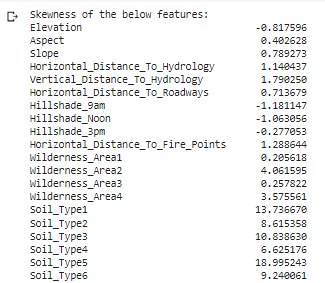 Skewness of the below features:
Elevation -0.817596
Aspect 0.402628
Slope 0.789273
Horizontal_Distance_To_Hydrology 1.140437
Vertical_Distance_To_Hydrology 1.790250
Horizontal_Distance_To_Roadways 0.713679
Hillshade_9am -1.181147
Hillshade_Noon -1.063056
Hillshade_3pm -0.277053
Horizontal_Distance_To_Fire_Points 1.288644
Wilderness_Area1 0.205618
Wilderness_Area2 4.061595
Wilderness_Area3 0.257822
Wilderness_Area4 3.575561
Soil_Type1 13.736670
Soil_Type2 8.615358
Soil_Type3 10.838630
Soil_Type4 6.625176
Soil_Type5 18.995243
Soil_Type6 9.240061